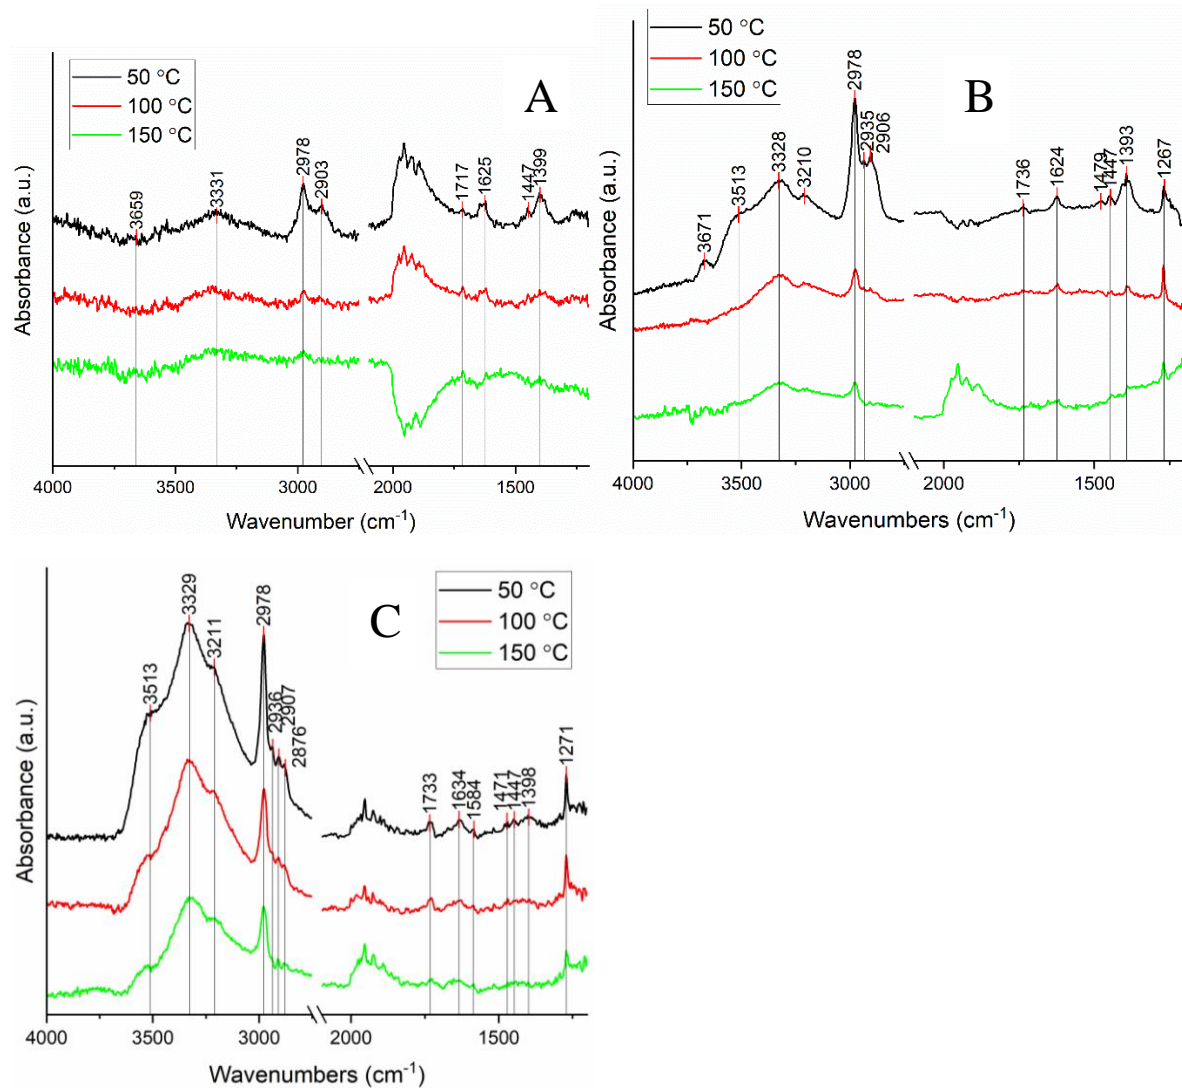 50 °C
100 °C
150 °C
A
3659
3331
2978
2903
1717
1625
1447
1399
Absorbance (a.u.)
4000
3500
3000
2000
1500
Wavenumber (cm⁻¹)
50 °C
100 °C
150 °C
B
3671
3513
3328
3210
2978
2935
2906
1736
1624
1479
1447
1393
1267
Absorbance (a.u.)
4000
3500
3000
2000
1500
Wavenumbers (cm⁻¹)
50 °C
100 °C
150 °C
C
3513
3329
3211
2978
2936
2907
2876
1733
1634
1584
1471
1447
1398
1271
Absorbance (a.u.)
4000
3500
3000
2000
1500
Wavenumbers (cm⁻¹)